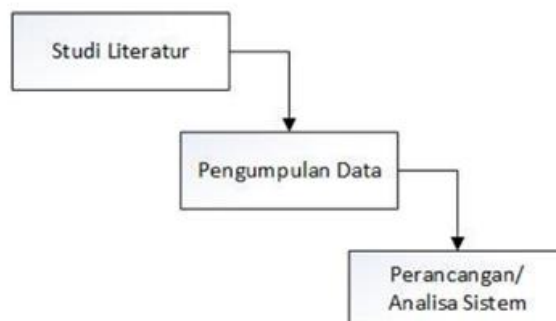 Studi Literatur
Pengumpulan Data
Perancangan/
Analisa Sistem